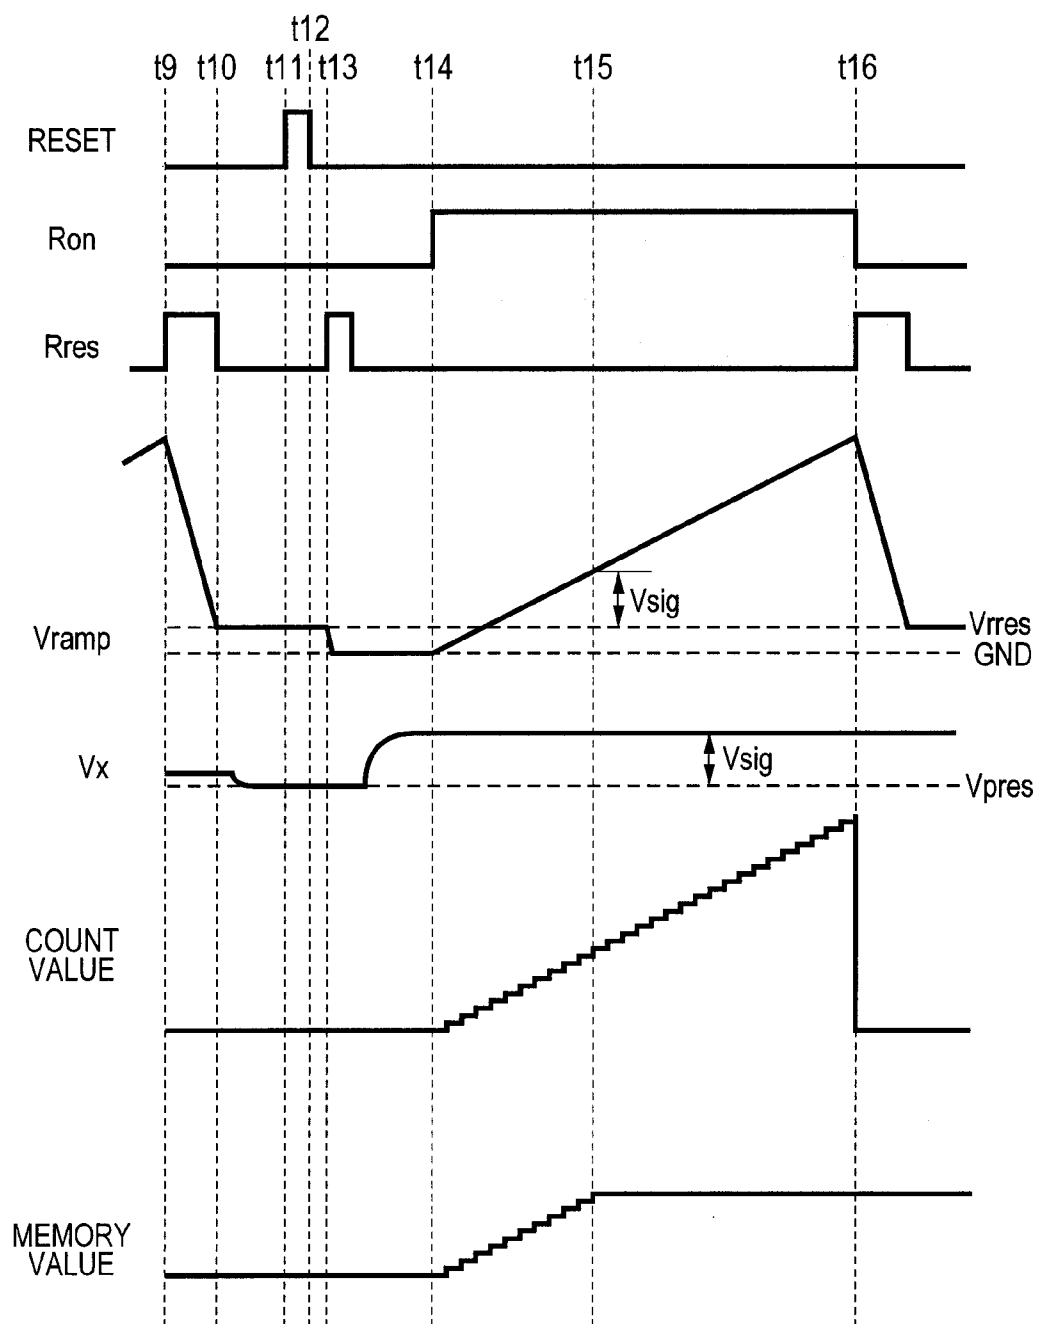 t12
t9 t10 t11 t13 t14 t15 t16
RESET
Ron
Rres
Vsig
Vramp
Vrres
GND
Vx
Vsig
Vpres
COUNT
VALUE
MEMORY
VALUE